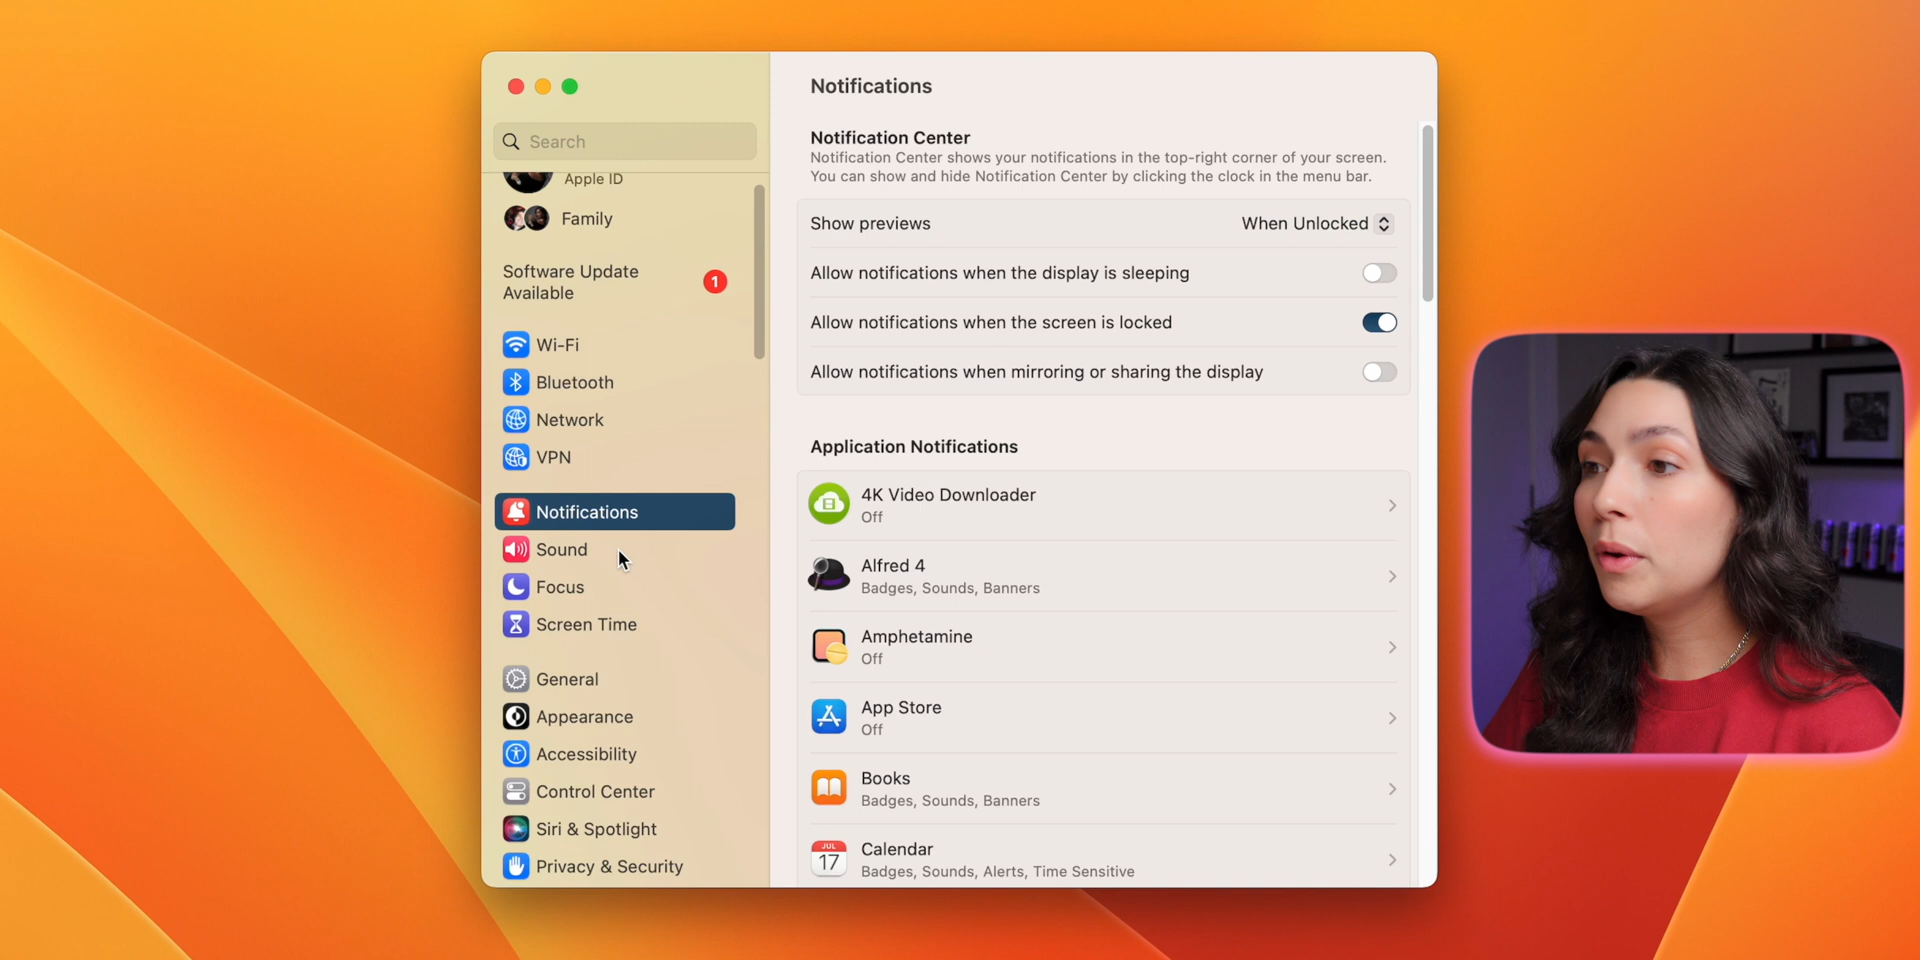 Search
Apple ID
Family
Software Update
Available
1
Wi-Fi
Bluetooth
Network
VPN
Notifications
Sound
Focus
Screen Time
General
Appearance
Accessibility
Control Center
Siri & Spotlight
Privacy & Security
Notifications
Notification Center
Notification Center shows your notifications in the top-right corner of your screen.
You can show and hide Notification Center by clicking the clock in the menu bar.
Show previews
When Unlocked
Allow notifications when the display is sleeping
Allow notifications when the screen is locked
Allow notifications when mirroring or sharing the display
Application Notifications
4K Video Downloader
Off
Alfred 4
Badges, Sounds, Banners
Amphetamine
Off
App Store
Off
Books
Badges, Sounds, Banners
JUL
17
Calendar
Badges, Sounds, Alerts, Time Sensitive